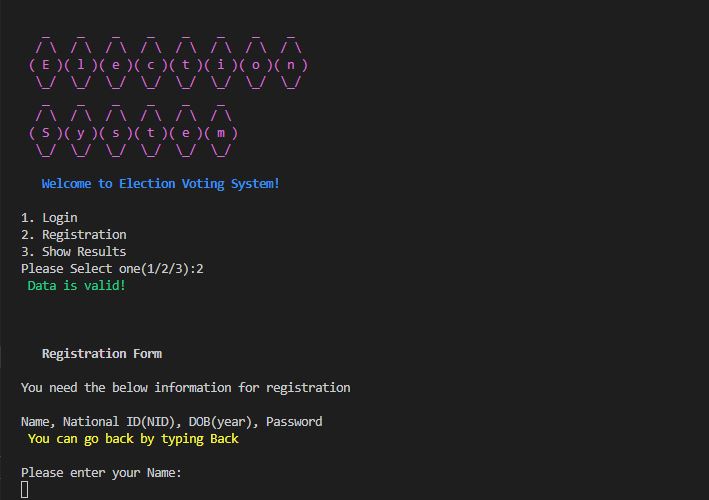 Election
System
Welcome to Election Voting System!
1. Login
2. Registration
3. Show Results
Please Select one(1/2/3):2
Data is valid!
Registration Form
You need the below information for registration
Name, National ID(NID), DOB(year), Password
You can go back by typing Back
Please enter your Name: